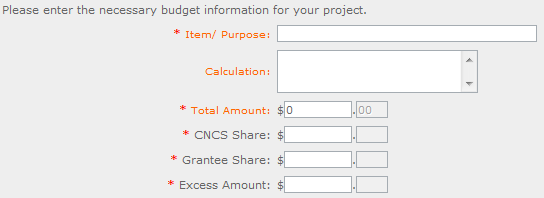 Please enter the necessary budget information for your project.
* Item/ Purpose:
Calculation:
* Total Amount: $0.00
* CNCS Share: $ .
* Grantee Share: $ .
* Excess Amount: $ .